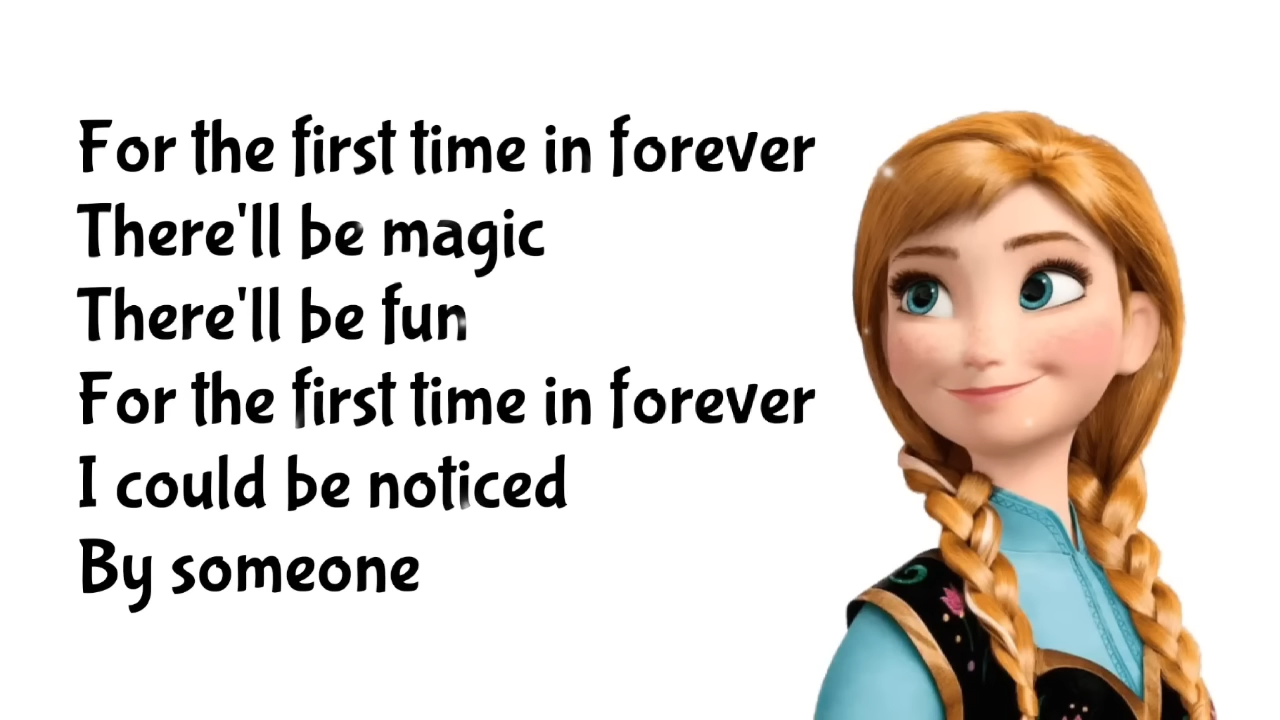 For the first time in forever
There'll be magic
There'll be fun
For the first time in forever
I could be noticed
By someone